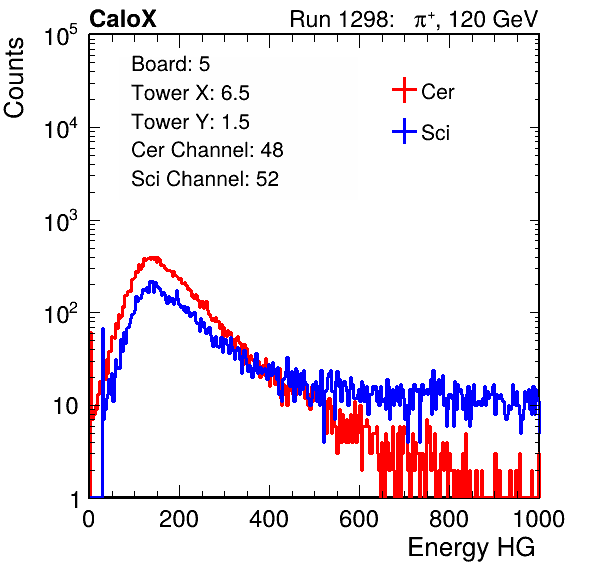 CaloX Run 1298: π⁺, 120 GeV
Counts
10⁵
10⁴
10³
10²
10
1
Board: 5
Tower X: 6.5
Tower Y: 1.5
Cer Channel: 48
Sci Channel: 52
Cer
Sci
0 200 400 600 800 1000
Energy HG